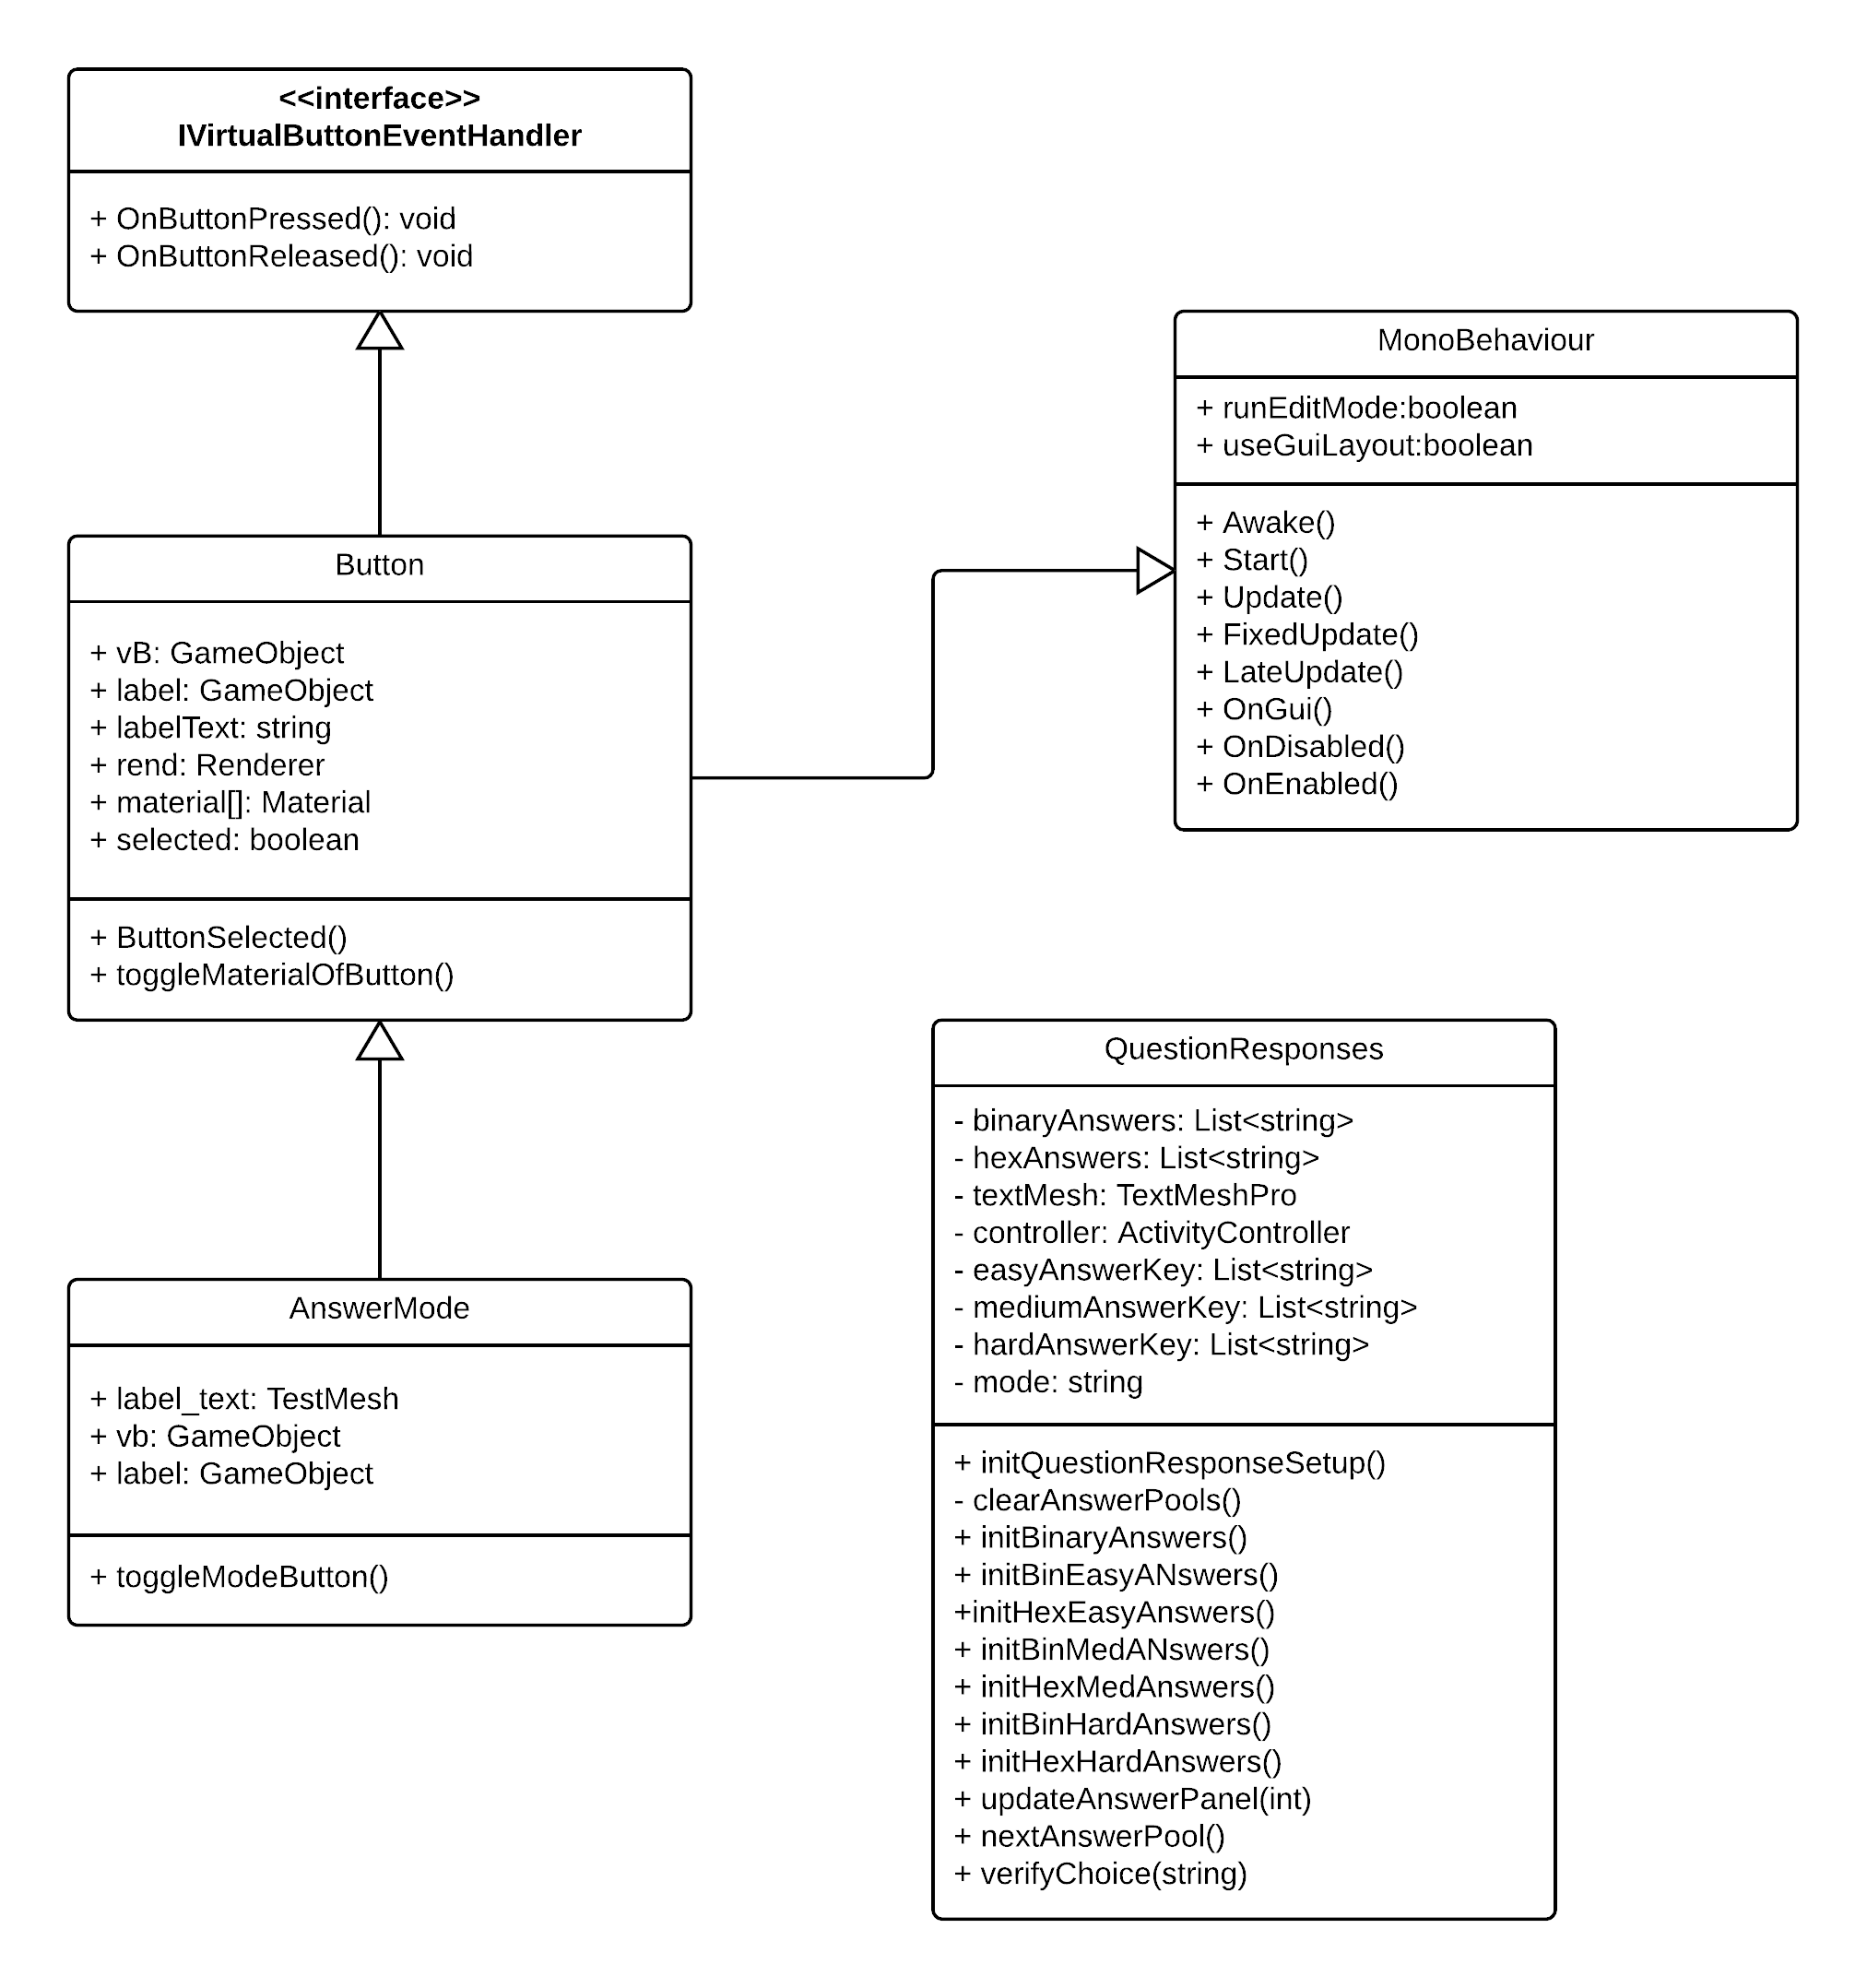 <<interface>>
IVirtualButtonEventHandler
+ OnButtonPressed(): void
+ OnButtonReleased(): void
MonoBehaviour
+ runEditMode:boolean
+ useGuiLayout:boolean
+ Awake()
+ Start()
+ Update()
+ FixedUpdate()
+ LateUpdate()
+ OnGui()
+ OnDisabled()
+ OnEnabled()
Button
+ vB: GameObject
+ label: GameObject
+ labelText: string
+ rend: Renderer
+ material[]: Material
+ selected: boolean
+ ButtonSelected()
+ toggleMaterialOfButton()
QuestionResponses
- binaryAnswers: List<string>
- hexAnswers: List<string>
- textMesh: TextMeshPro
- controller: ActivityController
- easyAnswerKey: List<string>
- mediumAnswerKey: List<string>
- hardAnswerKey: List<string>
- mode: string
+ initQuestionResponseSetup()
- clearAnswerPools()
+ initBinaryAnswers()
+ initBinEasyANswers()
+initHexEasyAnswers()
+ initBinMedANswers()
+ initHexMedAnswers()
+ initBinHardAnswers()
+ initHexHardAnswers()
+ updateAnswerPanel(int)
+ nextAnswerPool()
+ verifyChoice(string)
AnswerMode
+ label_text: TestMesh
+ vb: GameObject
+ label: GameObject
+ toggleModeButton()